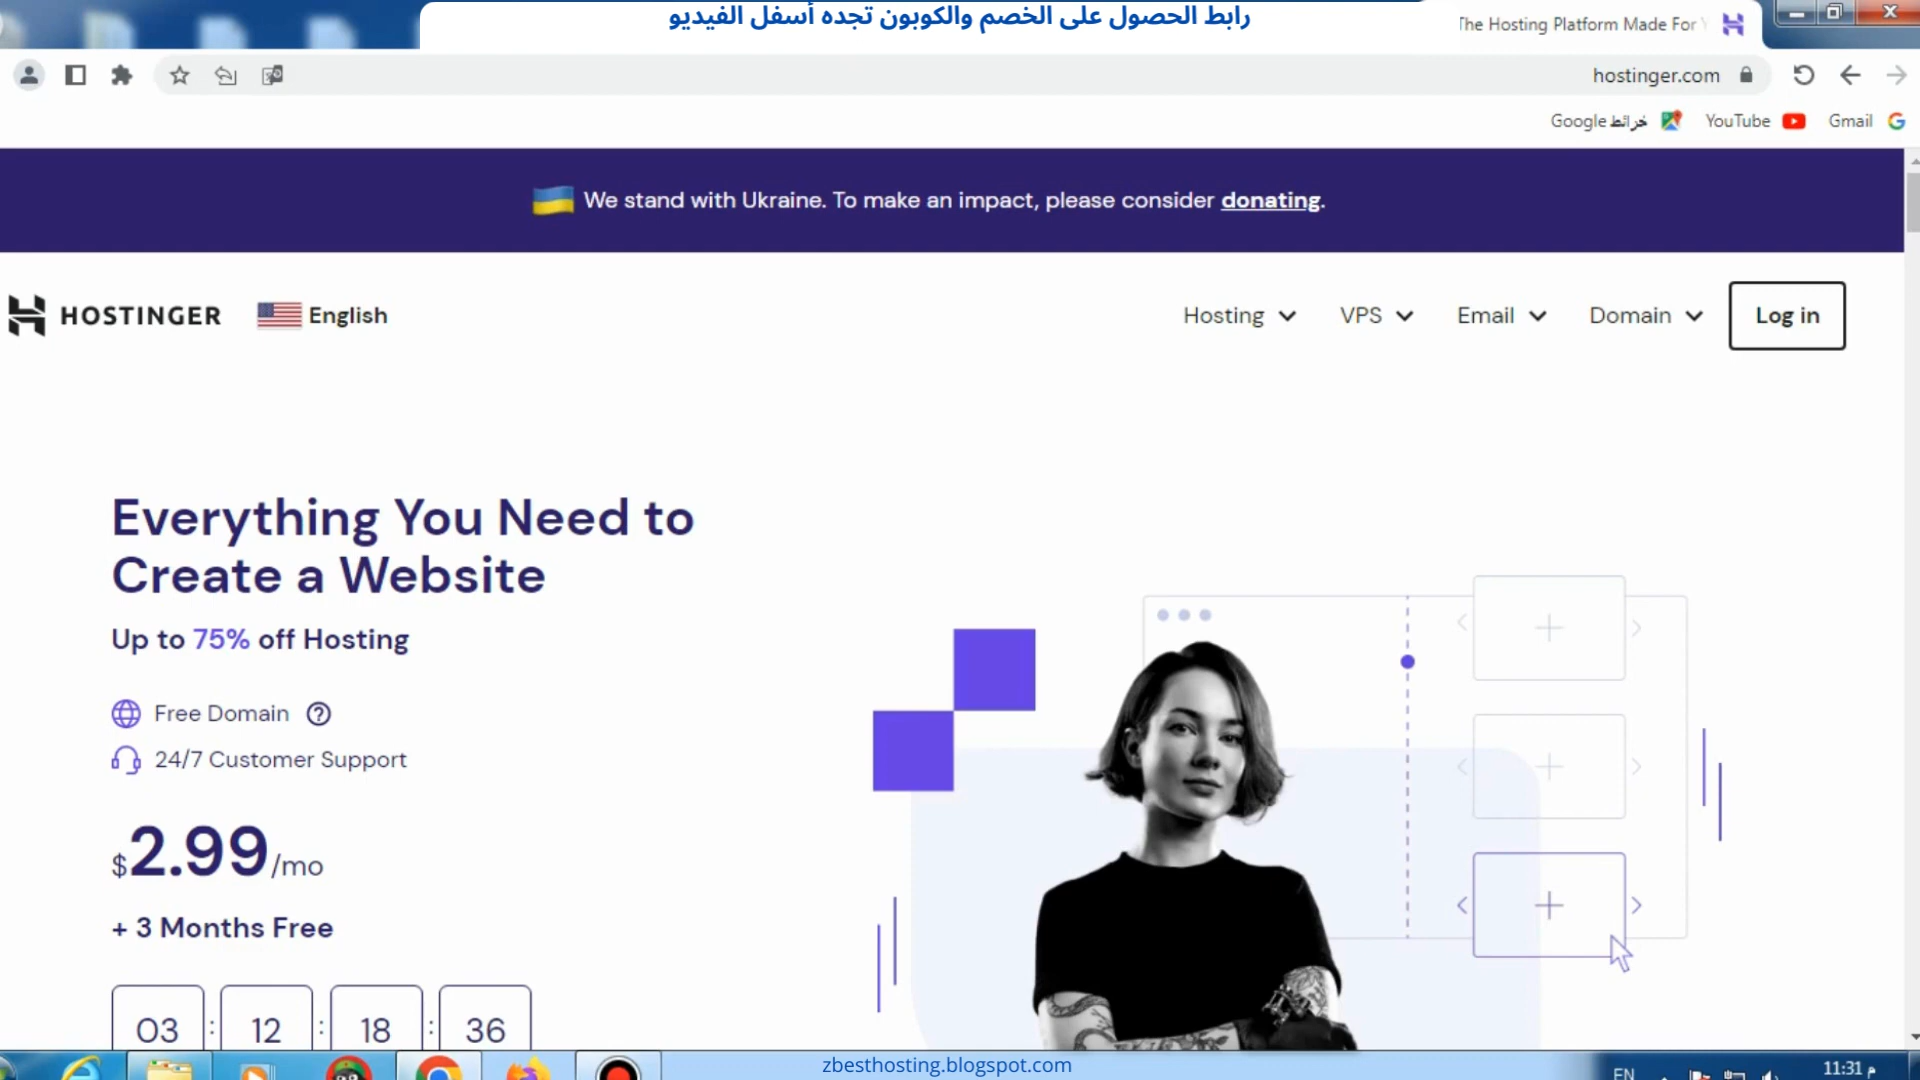 رابط الحصول على الخصم والكوبون تجده أسفل الفيديو
The Hosting Platform Made For
hostinger.com
خرائط Google
YouTube
Gmail
We stand with Ukraine. To make an impact, please consider donating.
HOSTINGER
English
Hosting
VPS
Email
Domain
Log in
Everything You Need to
Create a Website
Up to 75% off Hosting
Free Domain
24/7 Customer Support
$2.99/mo
+ 3 Months Free
03 : 12 : 18 : 36
zbesthosting.blogspot.com
EN
11:31 م